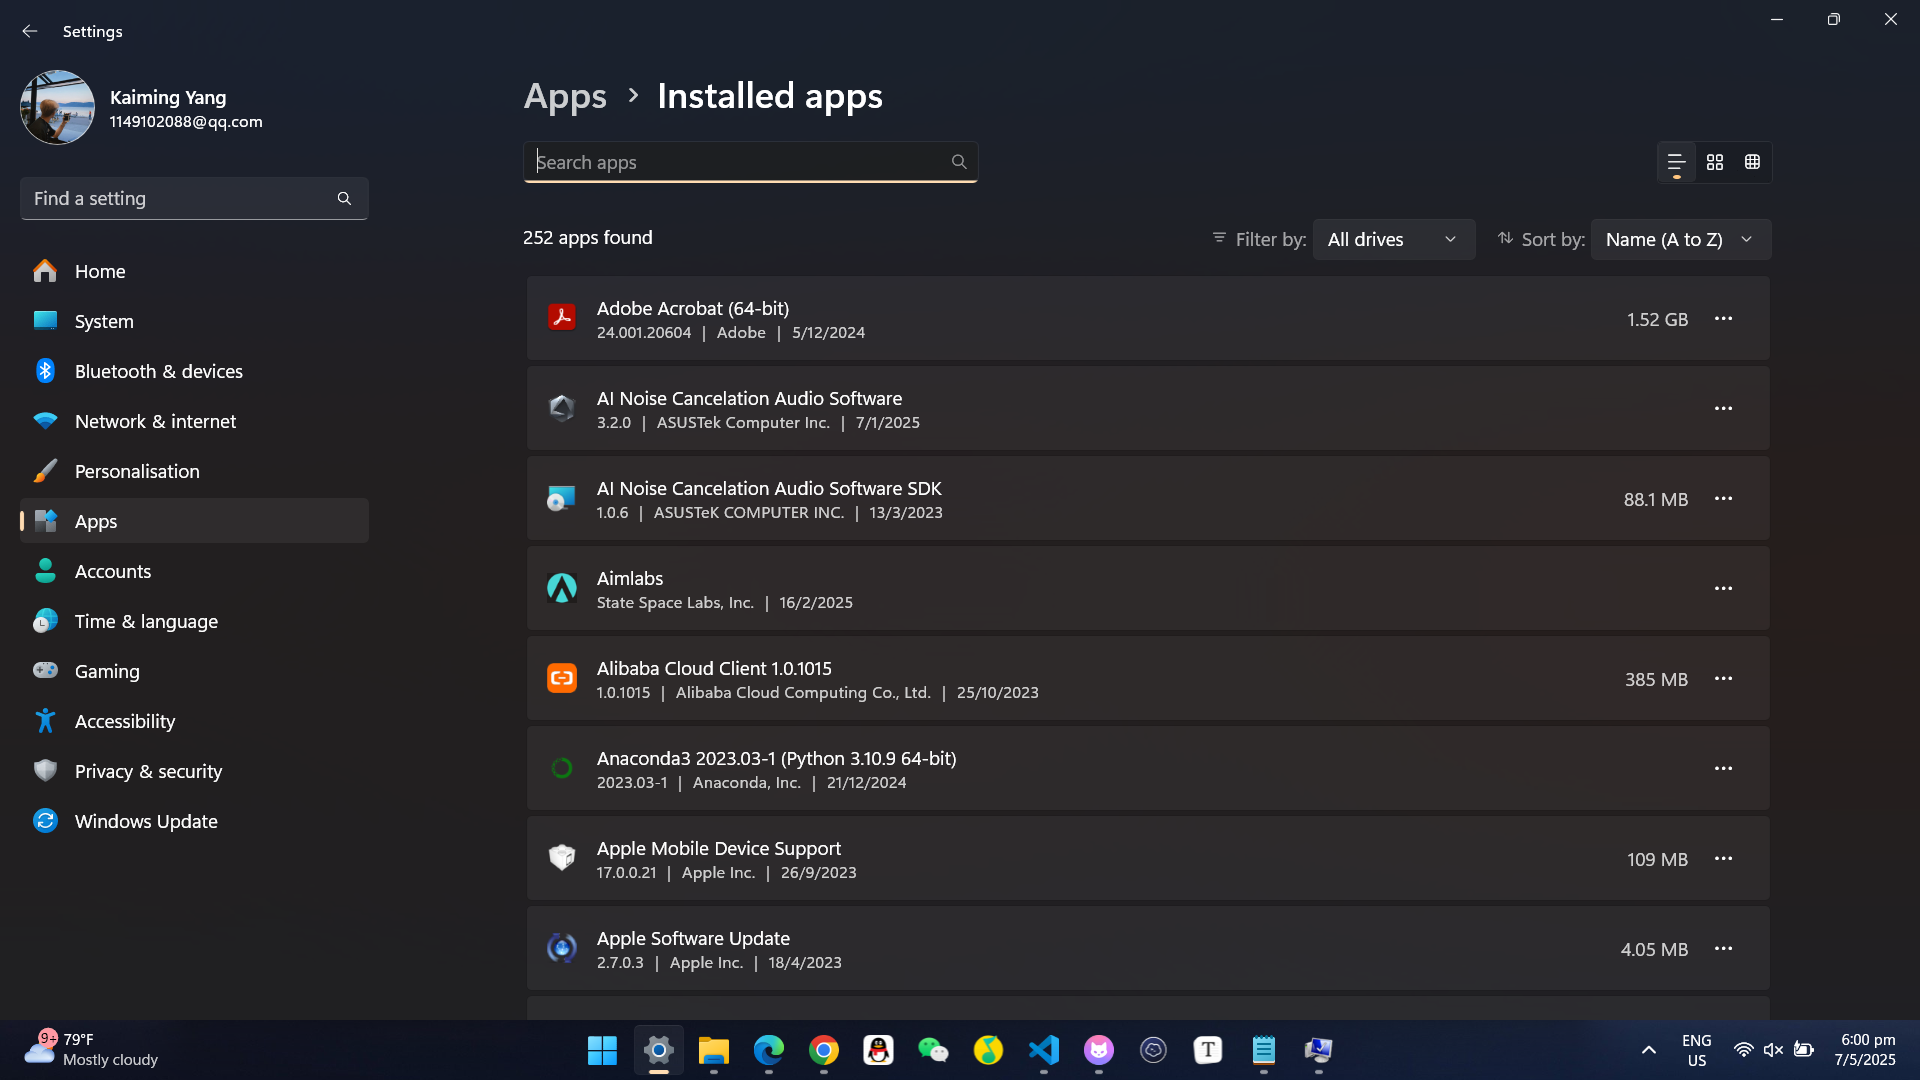 Settings
Kaiming Yang
1149102088@qq.com
Find a setting
Home
System
Bluetooth & devices
Network & internet
Personalisation
Apps
Accounts
Time & language
Gaming
Accessibility
Privacy & security
Windows Update
Apps > Installed apps
Search apps
252 apps found
Filter by: All drives
Sort by: Name (A to Z)
Adobe Acrobat (64-bit)
24.001.20604 | Adobe | 5/12/2024
1.52 GB
AI Noise Cancelation Audio Software
3.2.0 | ASUSTek Computer Inc. | 7/1/2025
AI Noise Cancelation Audio Software SDK
1.0.6 | ASUSTeK COMPUTER INC. | 13/3/2023
88.1 MB
Aimlabs
State Space Labs, Inc. | 16/2/2025
Alibaba Cloud Client 1.0.1015
1.0.1015 | Alibaba Cloud Computing Co., Ltd. | 25/10/2023
385 MB
Anaconda3 2023.03-1 (Python 3.10.9 64-bit)
2023.03-1 | Anaconda, Inc. | 21/12/2024
Apple Mobile Device Support
17.0.0.21 | Apple Inc. | 26/9/2023
109 MB
Apple Software Update
2.7.0.3 | Apple Inc. | 18/4/2023
4.05 MB
9+
79°F
Mostly cloudy
T
ENG
US
6:00 pm
7/5/2025